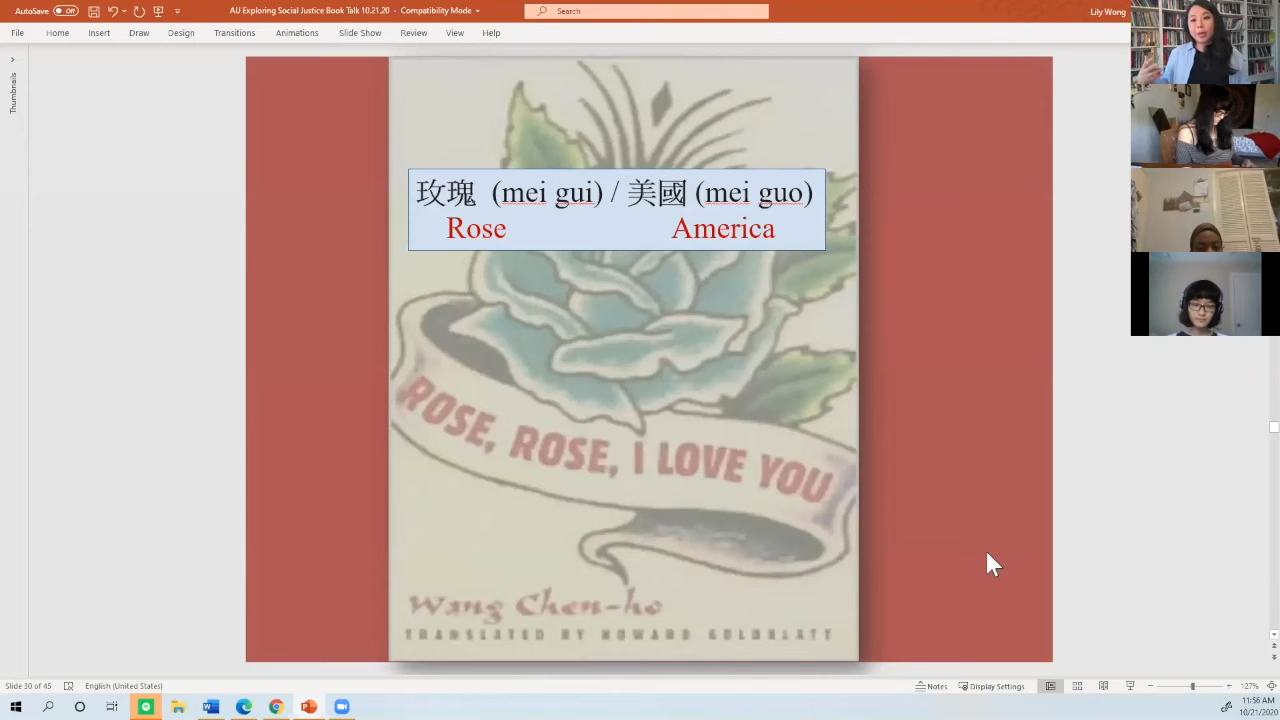 AutoSave Off
AU Exploring Social Justice Book Talk 10.21.20 - Compatibility Mode
Search
Lily Wong
File Home Insert Draw Design Transitions Animations Slide Show Review View Help
Thumbnails
玫瑰 (mei gui) / 美國 (mei guo)
Rose America
ROSE, ROSE, I LOVE YOU
Wang Chen-ho
TRANSLATED BY HOWARD GOLDBLATT
Slide 30 of 45 English (United States) Notes Display Settings 127%
11:56 AM
10/21/2020